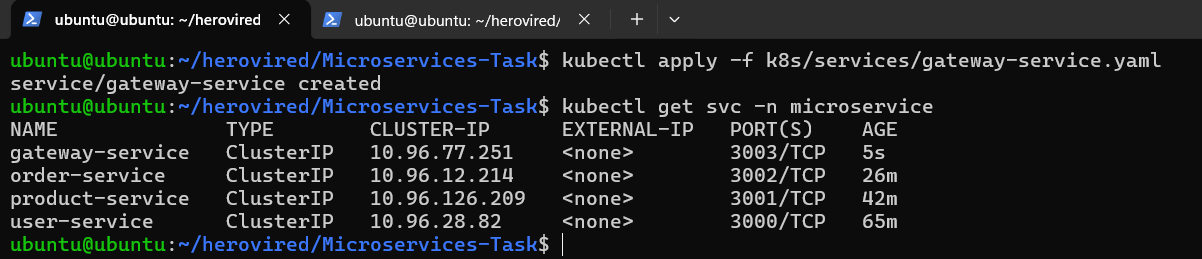 ubuntu@ubuntu: ~/herovired × ubuntu@ubuntu: ~/herovired/ × +
ubuntu@ubuntu:~/herovired/Microservices-Task$ kubectl apply -f k8s/services/gateway-service.yaml
service/gateway-service created
ubuntu@ubuntu:~/herovired/Microservices-Task$ kubectl get svc -n microservice
NAME TYPE CLUSTER-IP EXTERNAL-IP PORT(S) AGE
gateway-service ClusterIP 10.96.77.251 <none> 3003/TCP 5s
order-service ClusterIP 10.96.12.214 <none> 3002/TCP 26m
product-service ClusterIP 10.96.126.209 <none> 3001/TCP 42m
user-service ClusterIP 10.96.28.82 <none> 3000/TCP 65m
ubuntu@ubuntu:~/herovired/Microservices-Task$